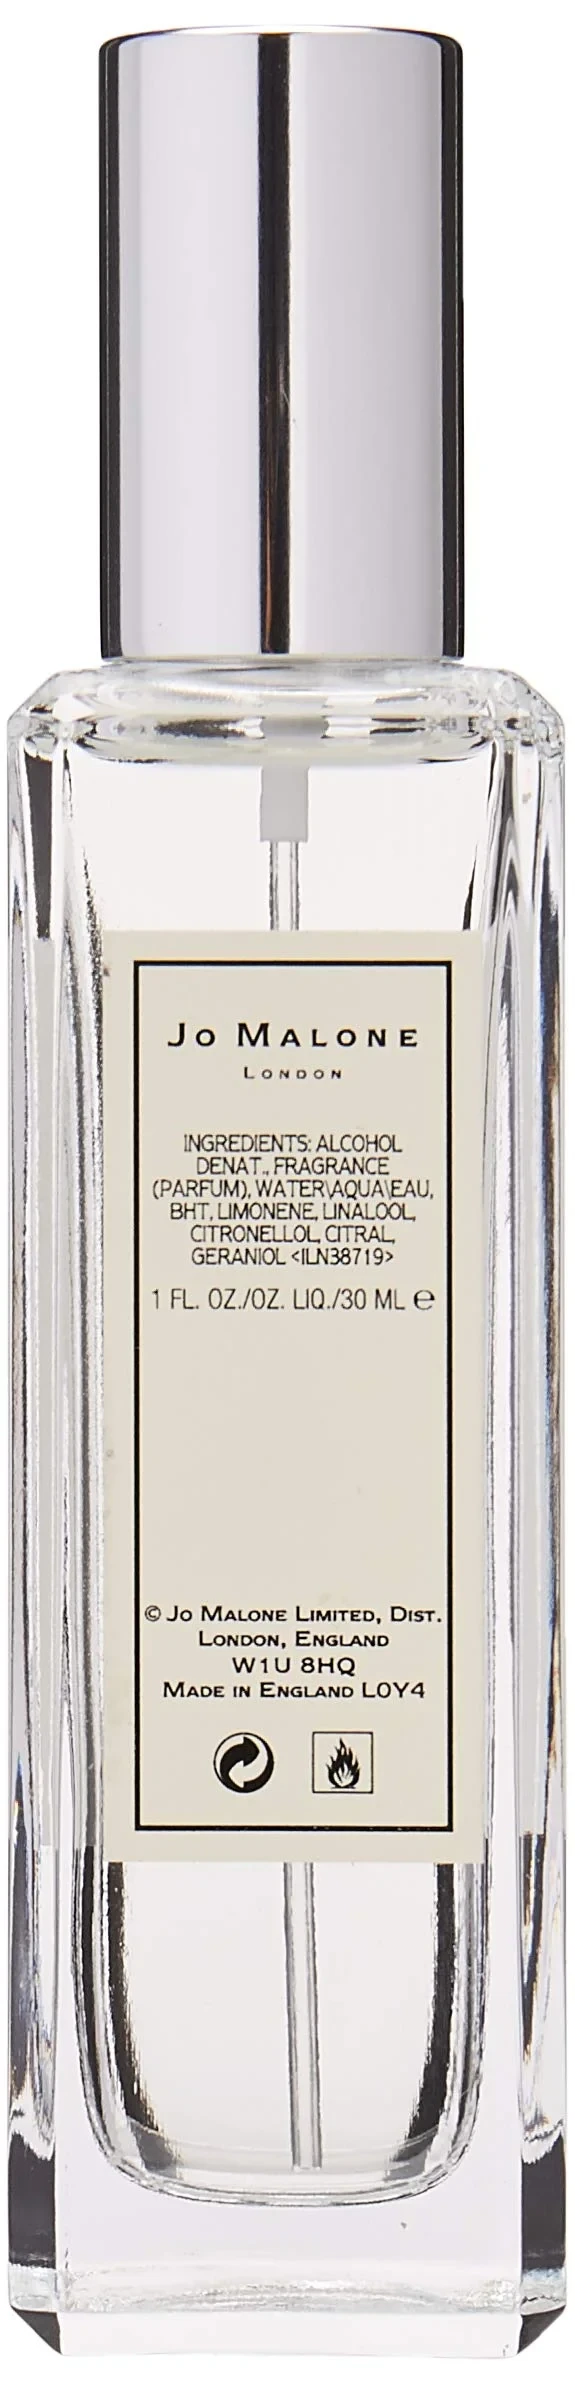 JO MALONE
LONDON
INGREDIENTS: ALCOHOL
DENAT., FRAGRANCE
(PARFUM), WATER\AQUA\EAU,
BHT, LIMONENE, LINALOOL,
CITRONELLOL, CITRAL,
GERANIOL <ILN38719>
1 FL. OZ./OZ. LIQ./30 ML ℮
© JO MALONE LIMITED, DIST.
LONDON, ENGLAND
W1U 8HQ
MADE IN ENGLAND L0Y4